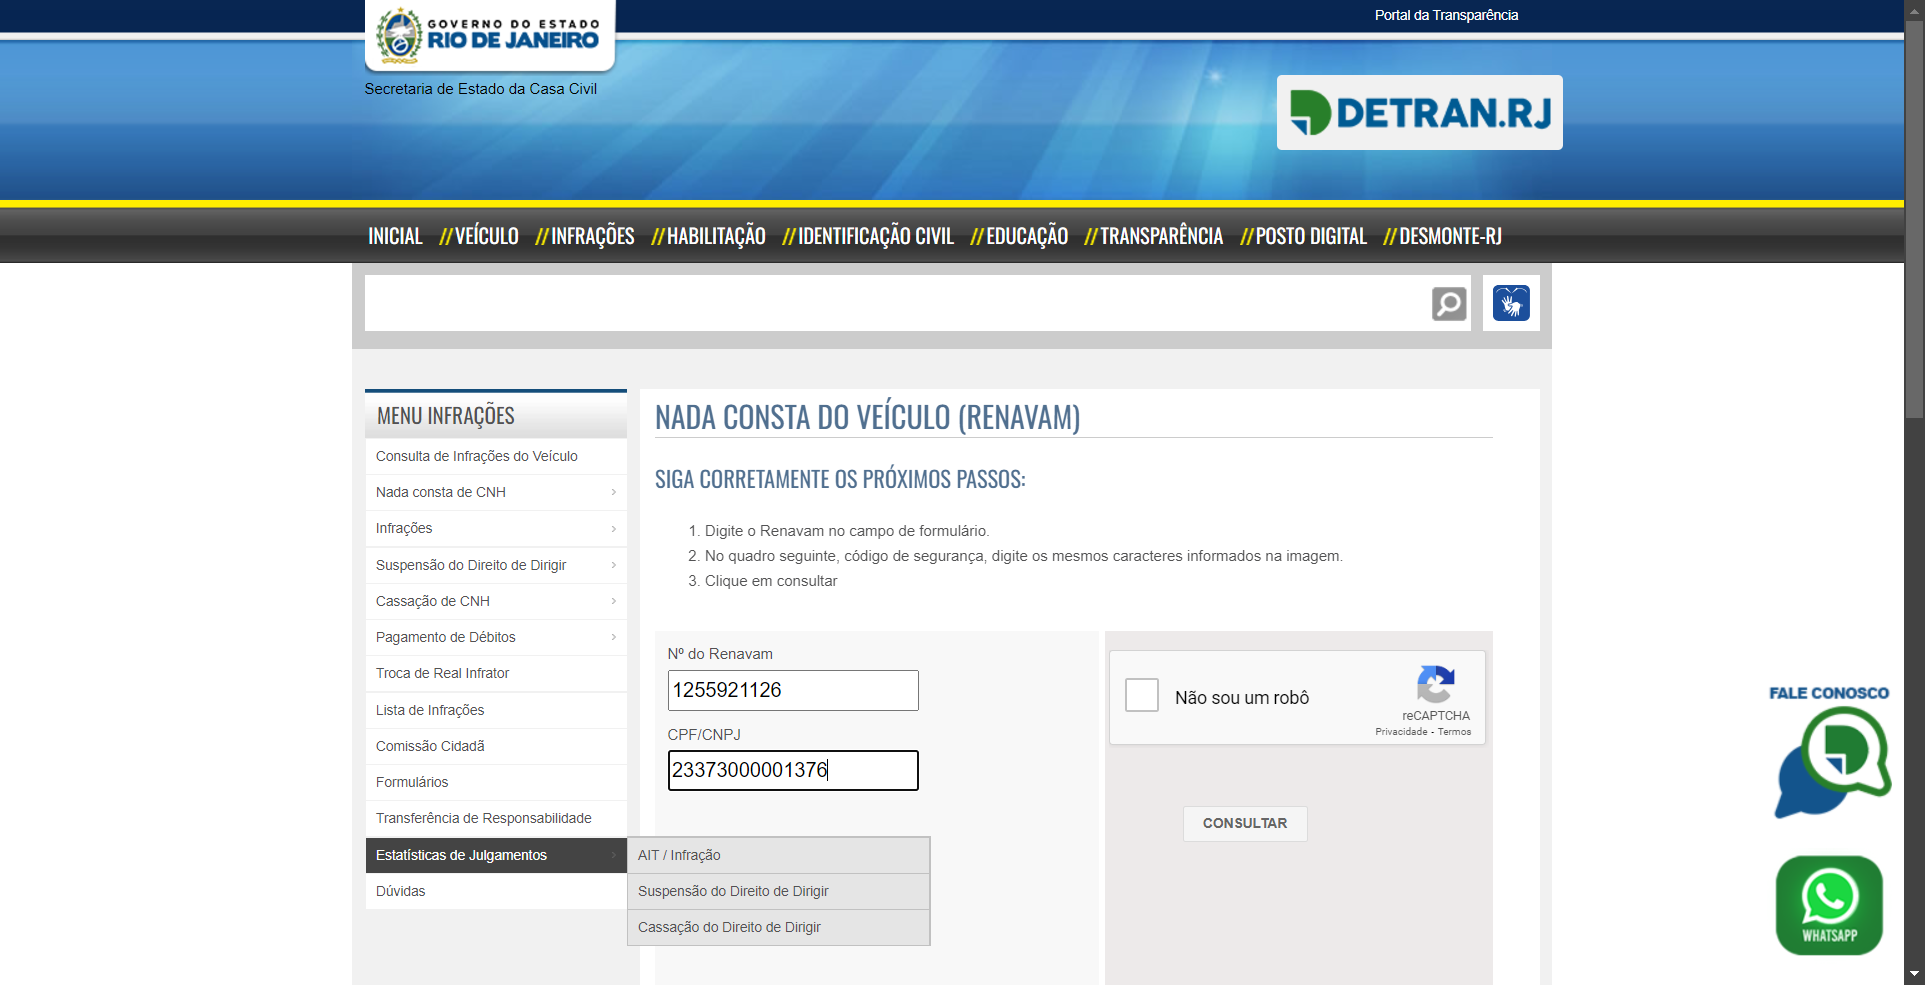 Portal da Transparência
GOVERNO DO ESTADO
RIO DE JANEIRO
Secretaria de Estado da Casa Civil
DETRAN.RJ
INICIAL //VEÍCULO //INFRAÇÕES //HABILITAÇÃO //IDENTIFICAÇÃO CIVIL //EDUCAÇÃO //TRANSPARÊNCIA //POSTO DIGITAL //DESMONTE-RJ
MENU INFRAÇÕES
Consulta de Infrações do Veículo
Nada consta de CNH
Infrações
Suspensão do Direito de Dirigir
Cassação de CNH
Pagamento de Débitos
Troca de Real Infrator
Lista de Infrações
Comissão Cidadã
Formulários
Transferência de Responsabilidade
Estatísticas de Julgamentos
Dúvidas
AIT / Infração
Suspensão do Direito de Dirigir
Cassação do Direito de Dirigir
NADA CONSTA DO VEÍCULO (RENAVAM)
SIGA CORRETAMENTE OS PRÓXIMOS PASSOS:
1. Digite o Renavam no campo de formulário.
2. No quadro seguinte, código de segurança, digite os mesmos caracteres informados na imagem.
3. Clique em consultar
Nº do Renavam
1255921126
CPF/CNPJ
23373000001376
Não sou um robô
reCAPTCHA
Privacidade - Termos
CONSULTAR
FALE CONOSCO
WHATSAPP